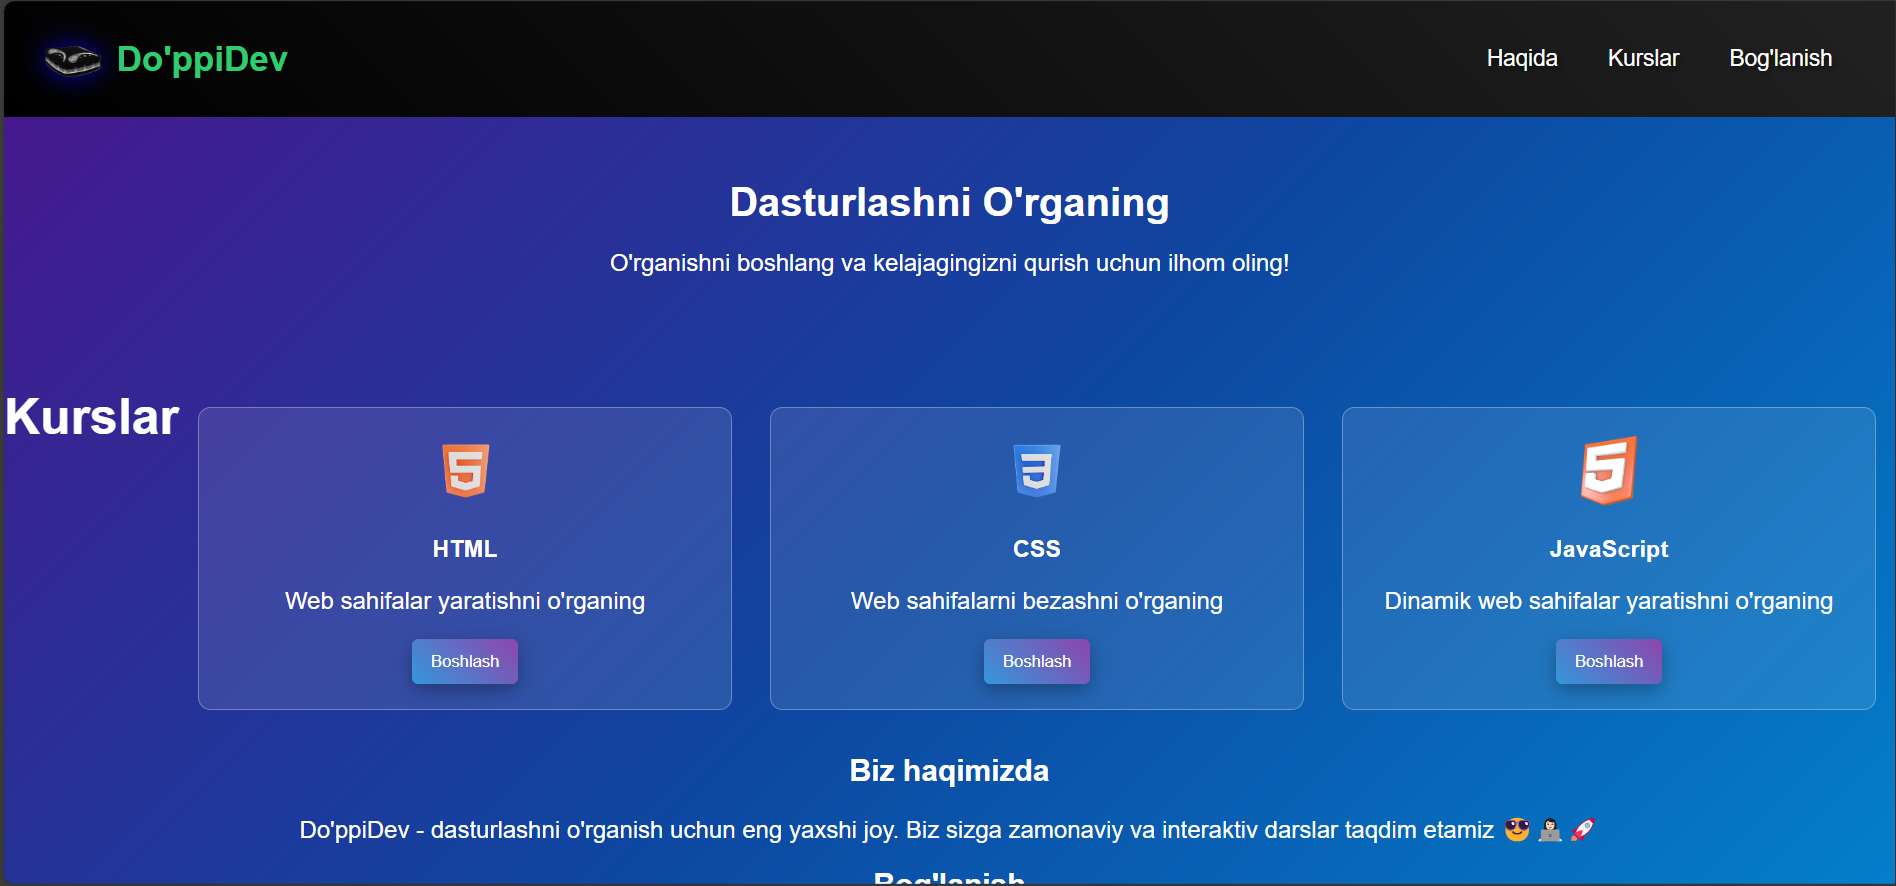 Do'ppiDev
Haqida
Kurslar
Bog'lanish
Dasturlashni O'rganing
O'rganishni boshlang va kelajagingizni qurish uchun ilhom oling!
Kurslar
HTML
Web sahifalar yaratishni o'rganing
Boshlash
CSS
Web sahifalarni bezashni o'rganing
Boshlash
JavaScript
Dinamik web sahifalar yaratishni o'rganing
Boshlash
Biz haqimizda
Do'ppiDev - dasturlashni o'rganish uchun eng yaxshi joy. Biz sizga zamonaviy va interaktiv darslar taqdim etamiz 😎 👩🏻‍💻 🚀
Bog'lanish